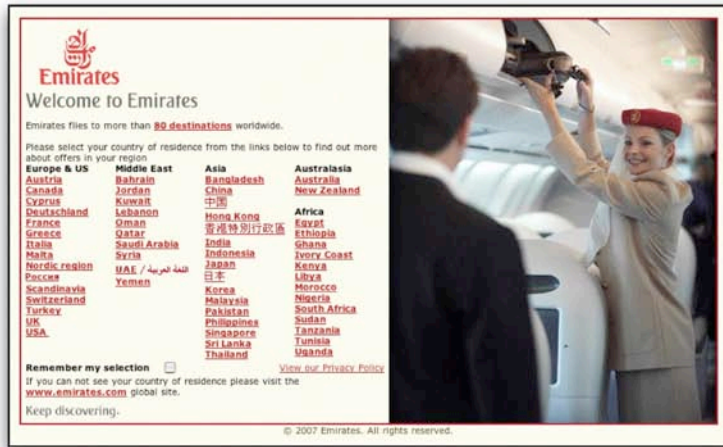 Emirates
Welcome to Emirates
Emirates flies to more than 80 destinations worldwide.
Please select your country of residence from the links below to find out more
about offers in your region
Europe & US
Austria
Canada
Cyprus
Deutschland
France
Greece
Italia
Malta
Nordic region
Россия
Scandinavia
Switzerland
Turkey
UK
USA
Middle East
Bahrain
Jordan
Kuwait
Lebanon
Oman
Qatar
Saudi Arabia
Syria
UAE / اللغة العربية
Yemen
Asia
Bangladesh
China
中国
Hong Kong
香港特別行政區
India
Indonesia
Japan
日本
Korea
Malaysia
Pakistan
Philippines
Singapore
Sri Lanka
Thailand
Australasia
Australia
New Zealand
Africa
Egypt
Ethiopia
Ghana
Ivory Coast
Kenya
Libya
Morocco
Nigeria
South Africa
Sudan
Tanzania
Tunisia
Uganda
Remember my selection
View our Privacy Policy
If you can not see your country of residence please visit the
www.emirates.com global site.
Keep discovering.
© 2007 Emirates. All rights reserved.